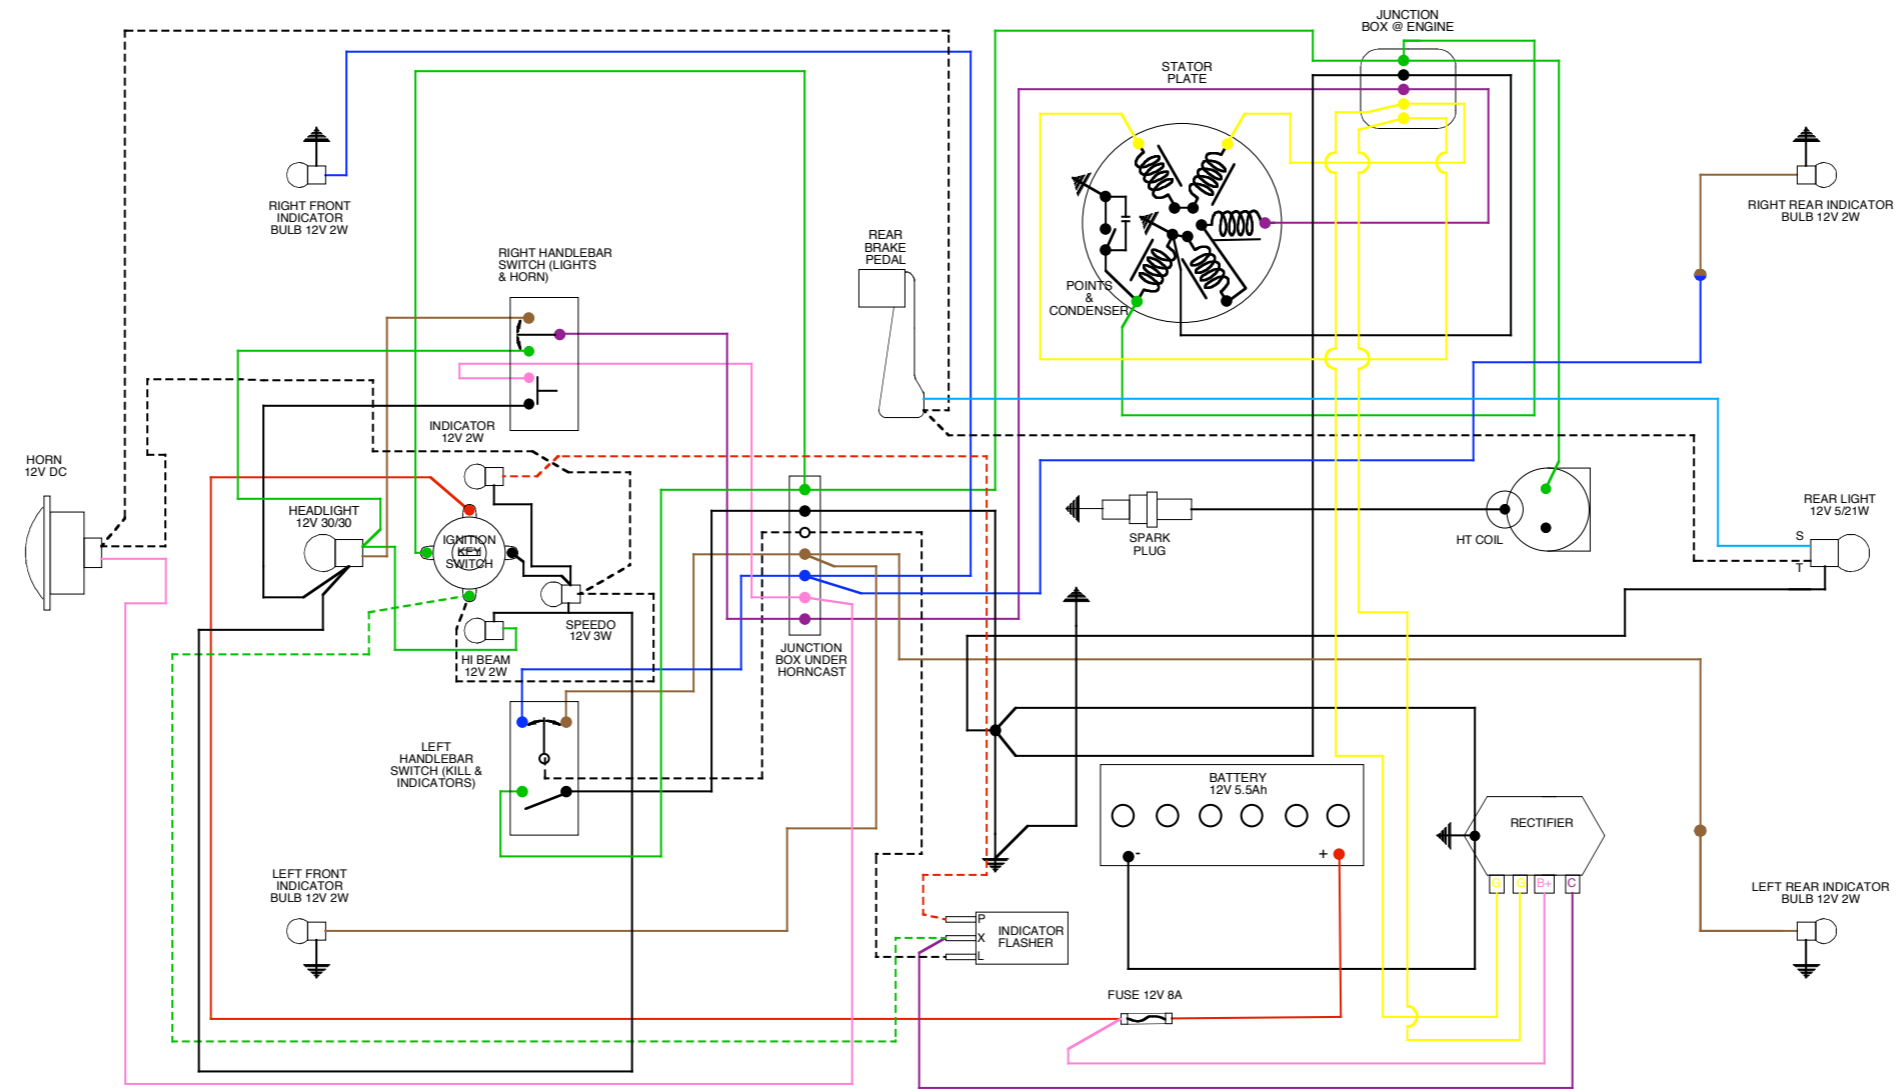 JUNCTION
BOX @ ENGINE
STATOR
PLATE
RIGHT FRONT
INDICATOR
BULB 12V 2W
RIGHT REAR INDICATOR
BULB 12V 2W
RIGHT HANDLEBAR
SWITCH (LIGHTS
& HORN)
REAR
BRAKE
PEDAL
POINTS
&
CONDENSER
INDICATOR
12V 2W
HORN
12V DC
HEADLIGHT
12V 30/30
IGNITION
KEY
SWITCH
SPARK
PLUG
HT COIL
REAR LIGHT
12V 5/21W
S
T
SPEEDO
12V 3W
HI BEAM
12V 2W
JUNCTION
BOX UNDER
HORNCAST
LEFT
HANDLEBAR
SWITCH (KILL &
INDICATORS)
BATTERY
12V 5.5Ah
-
+
RECTIFIER
G
G
B+
C
LEFT FRONT
INDICATOR
BULB 12V 2W
LEFT REAR INDICATOR
BULB 12V 2W
P
X
L
INDICATOR
FLASHER
FUSE 12V 8A